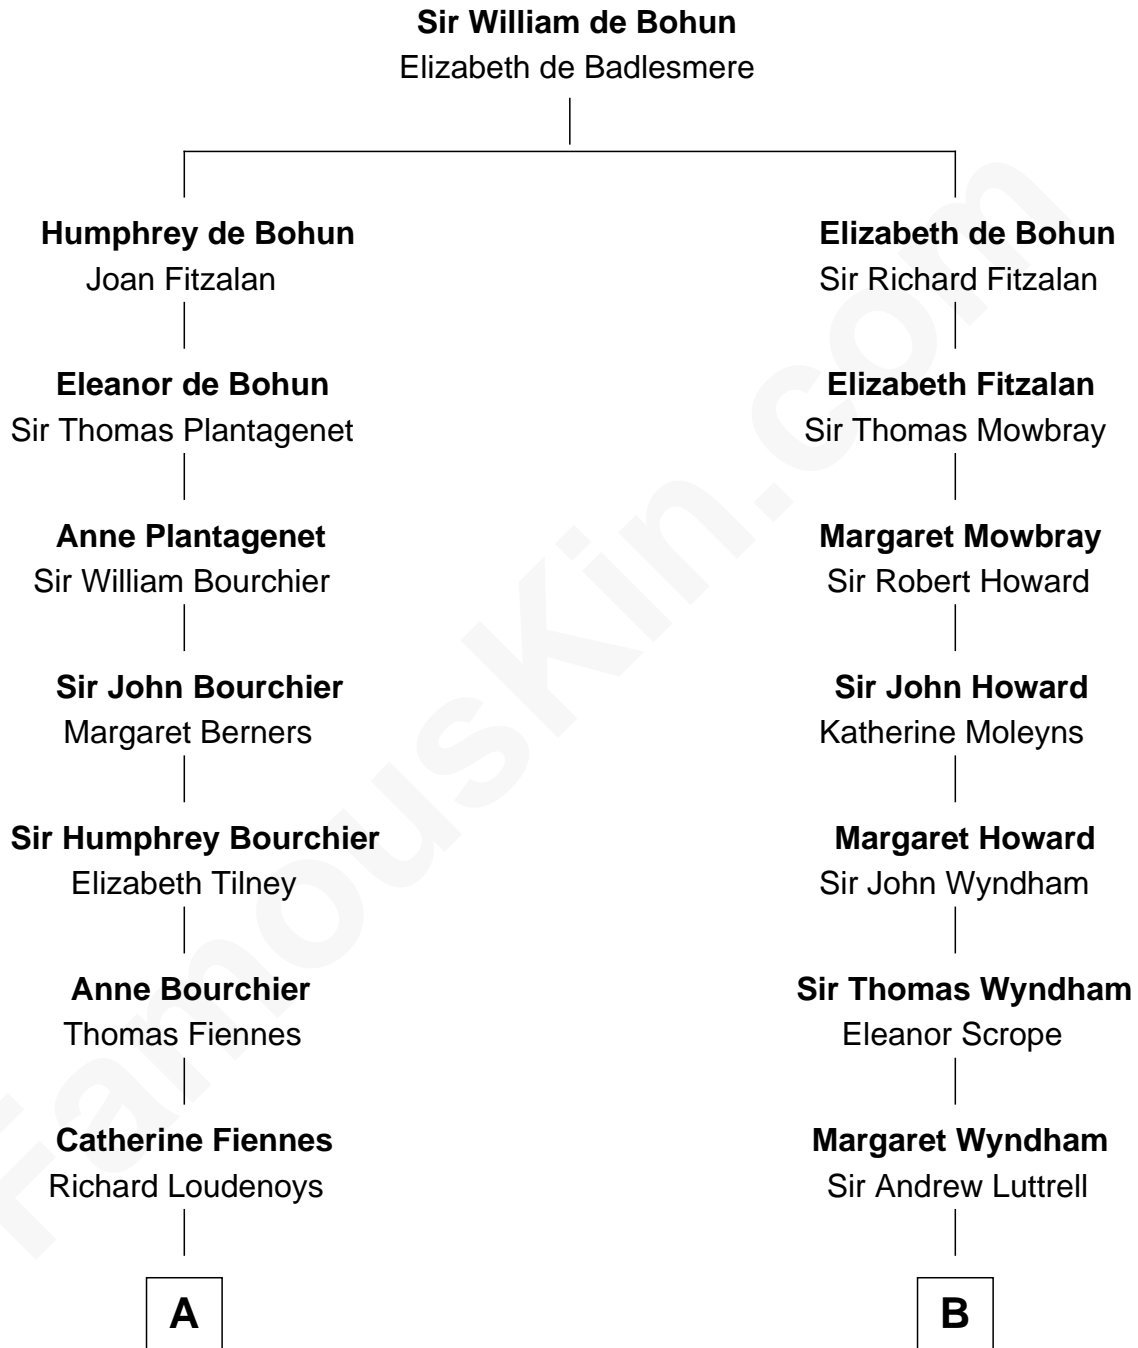 Sir William de Bohun
Elizabeth de Badlesmere
Humphrey de Bohun
Joan Fitzalan
Eleanor de Bohun
Sir Thomas Plantagenet
Anne Plantagenet
Sir William Bourchier
Sir John Bourchier
Margaret Berners
Sir Humphrey Bourchier
Elizabeth Tilney
Anne Bourchier
Thomas Fiennes
Catherine Fiennes
Richard Loudenoys
A
Elizabeth de Bohun
Sir Richard Fitzalan
Elizabeth Fitzalan
Sir Thomas Mowbray
Margaret Mowbray
Sir Robert Howard
Sir John Howard
Katherine Moleyns
Margaret Howard
Sir John Wyndham
Sir Thomas Wyndham
Eleanor Scrope
Margaret Wyndham
Sir Andrew Luttrell
B
FamousKin.com